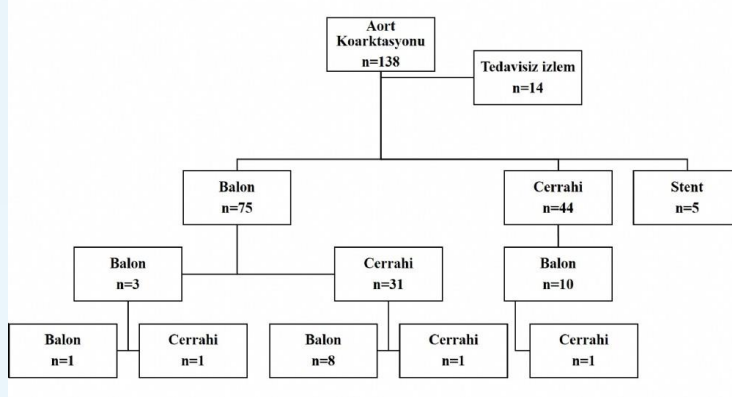 Aort
Koarktasyonu
n=138
Tedavisiz izlem
n=14
Balon
n=75
Cerrahi
n=44
Stent
n=5
Balon
n=3
Cerrahi
n=31
Balon
n=10
Balon
n=1
Cerrahi
n=1
Balon
n=8
Cerrahi
n=1
Cerrahi
n=1